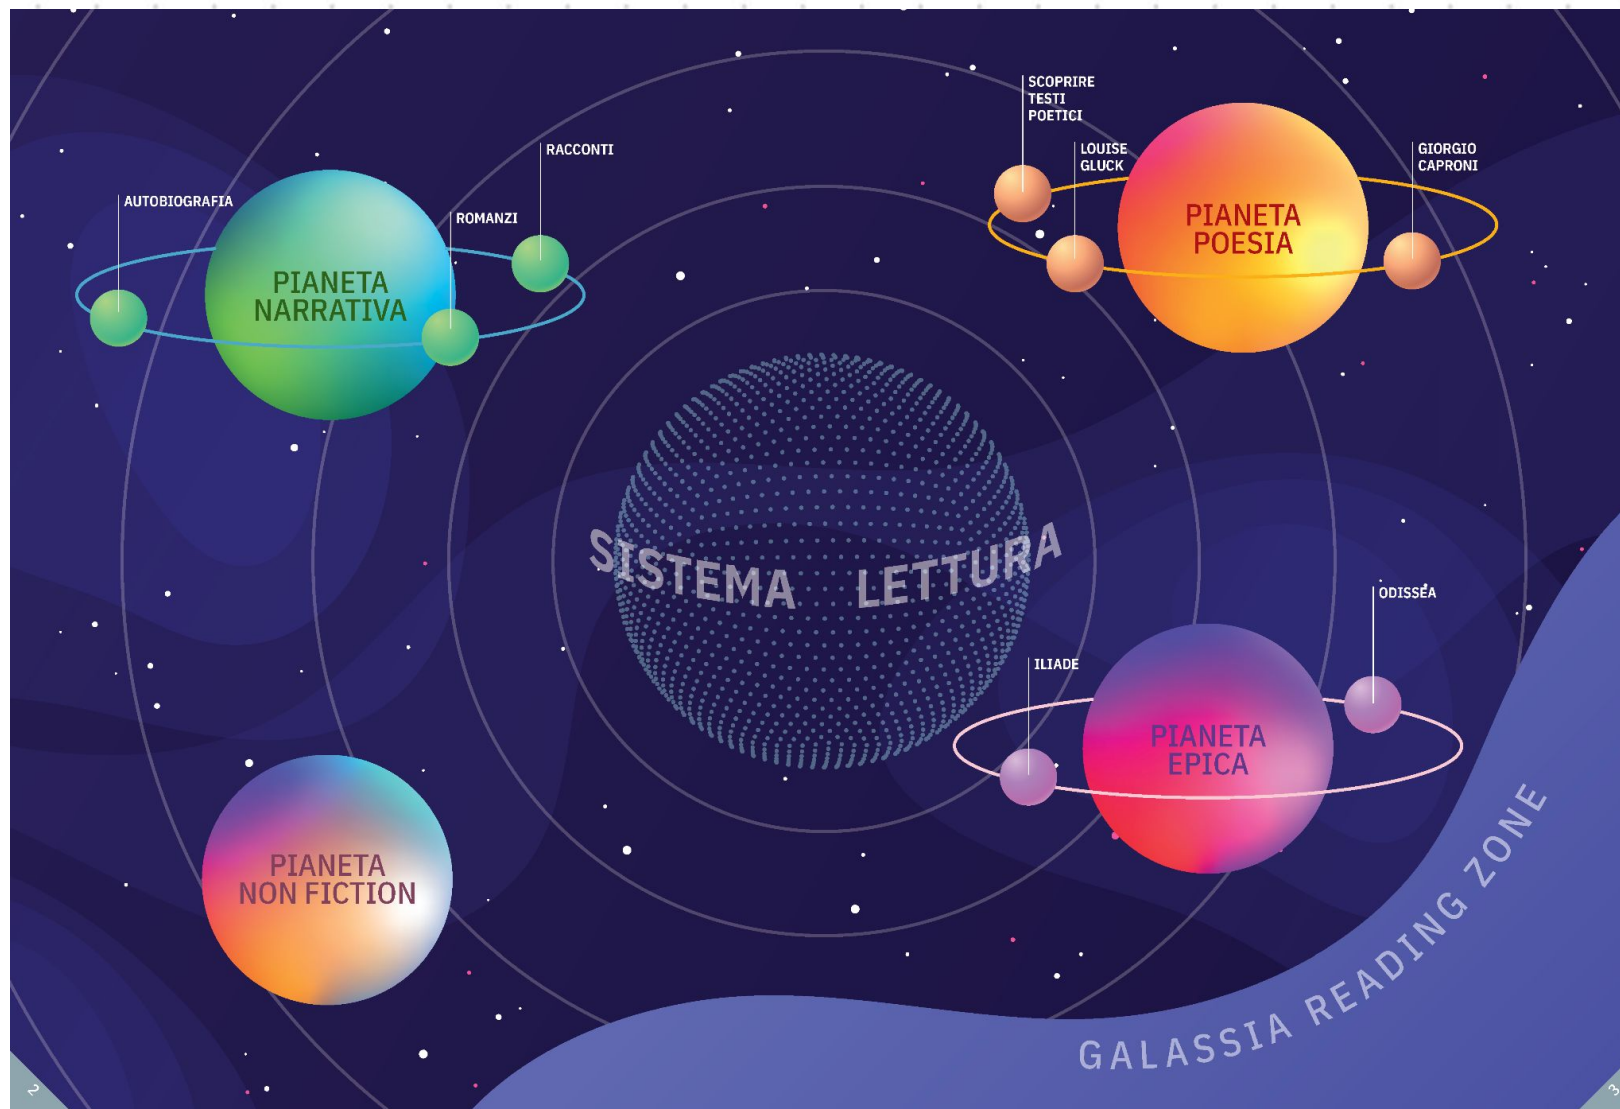 AUTOBIOGRAFIA
RACCONTI
ROMANZI
PIANETA
NARRATIVA
SCOPRIRE
TESTI
POETICI
LOUISE
GLUCK
GIORGIO
CAPRONI
PIANETA
POESIA
SISTEMA LETTURA
ODISSEA
ILIADE
PIANETA
EPICA
PIANETA
NON FICTION
GALASSIA READING ZONE
2
3